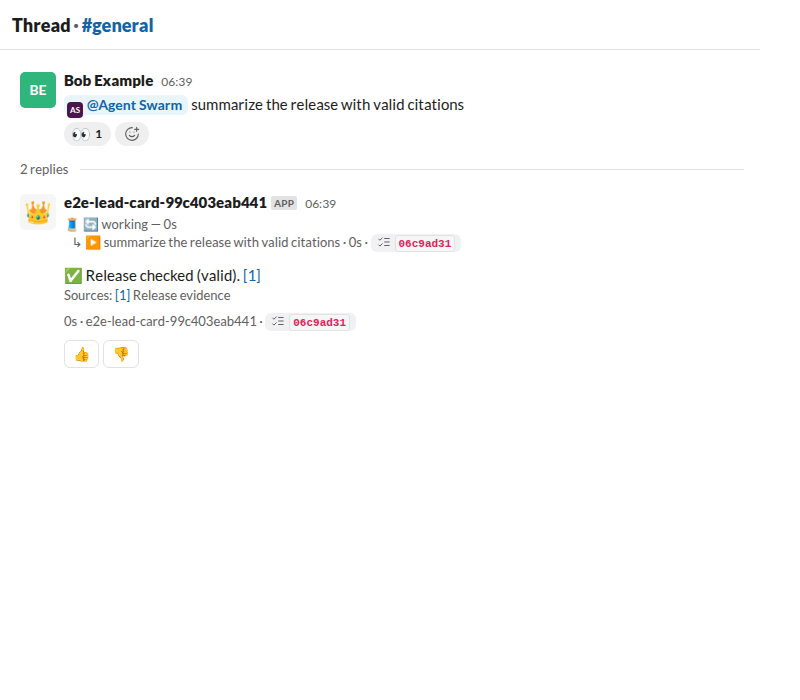 Thread • #general
BE
Bob Example 06:39
AS @Agent Swarm summarize the release with valid citations
👀 1
2 replies
e2e-lead-card-99c403eab441 APP 06:39
🧵 🔄 working — 0s
↳ ▶️ summarize the release with valid citations · 0s · 06c9ad31
✅ Release checked (valid). [1]
Sources: [1] Release evidence
0s · e2e-lead-card-99c403eab441 · 06c9ad31
👍 👎